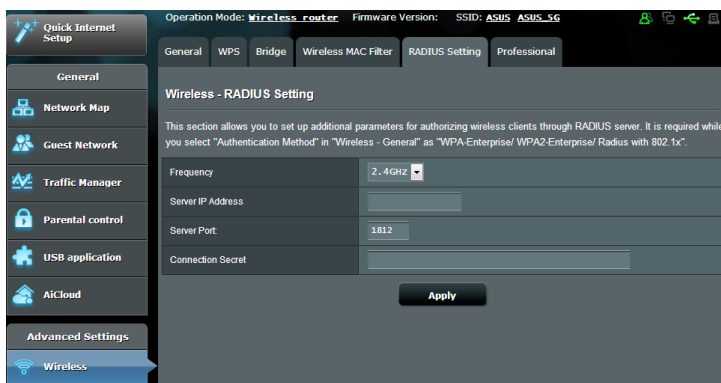 Quick Internet
Setup
General
Network Map
Guest Network
Traffic Manager
Parental control
USB application
AiCloud
Advanced Settings
Wireless
Operation Mode: Wireless router Firmware Version: SSID: ASUS ASUS_5G
General WPS Bridge Wireless MAC Filter RADIUS Setting Professional
Wireless - RADIUS Setting
This section allows you to set up additional parameters for authorizing wireless clients through RADIUS server. It is required while
you select "Authentication Method" in "Wireless - General" as "WPA-Enterprise/ WPA2-Enterprise/ Radius with 802.1x".
Frequency 2.4GHz
Server IP Address
Server Port: 1812
Connection Secret
Apply